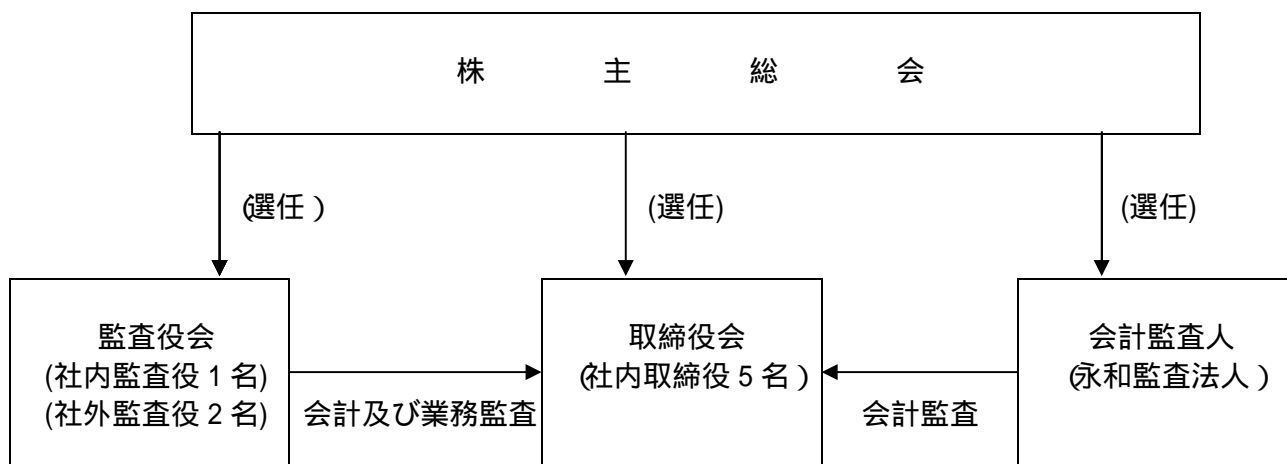 株　主　総　会
(選任)
(選任)
(選任)
監査役会
(社内監査役 1 名)
(社外監査役 2 名)
会計及び業務監査
取締役会
(社内取締役 5 名)
会計監査
会計監査人
(永和監査法人)